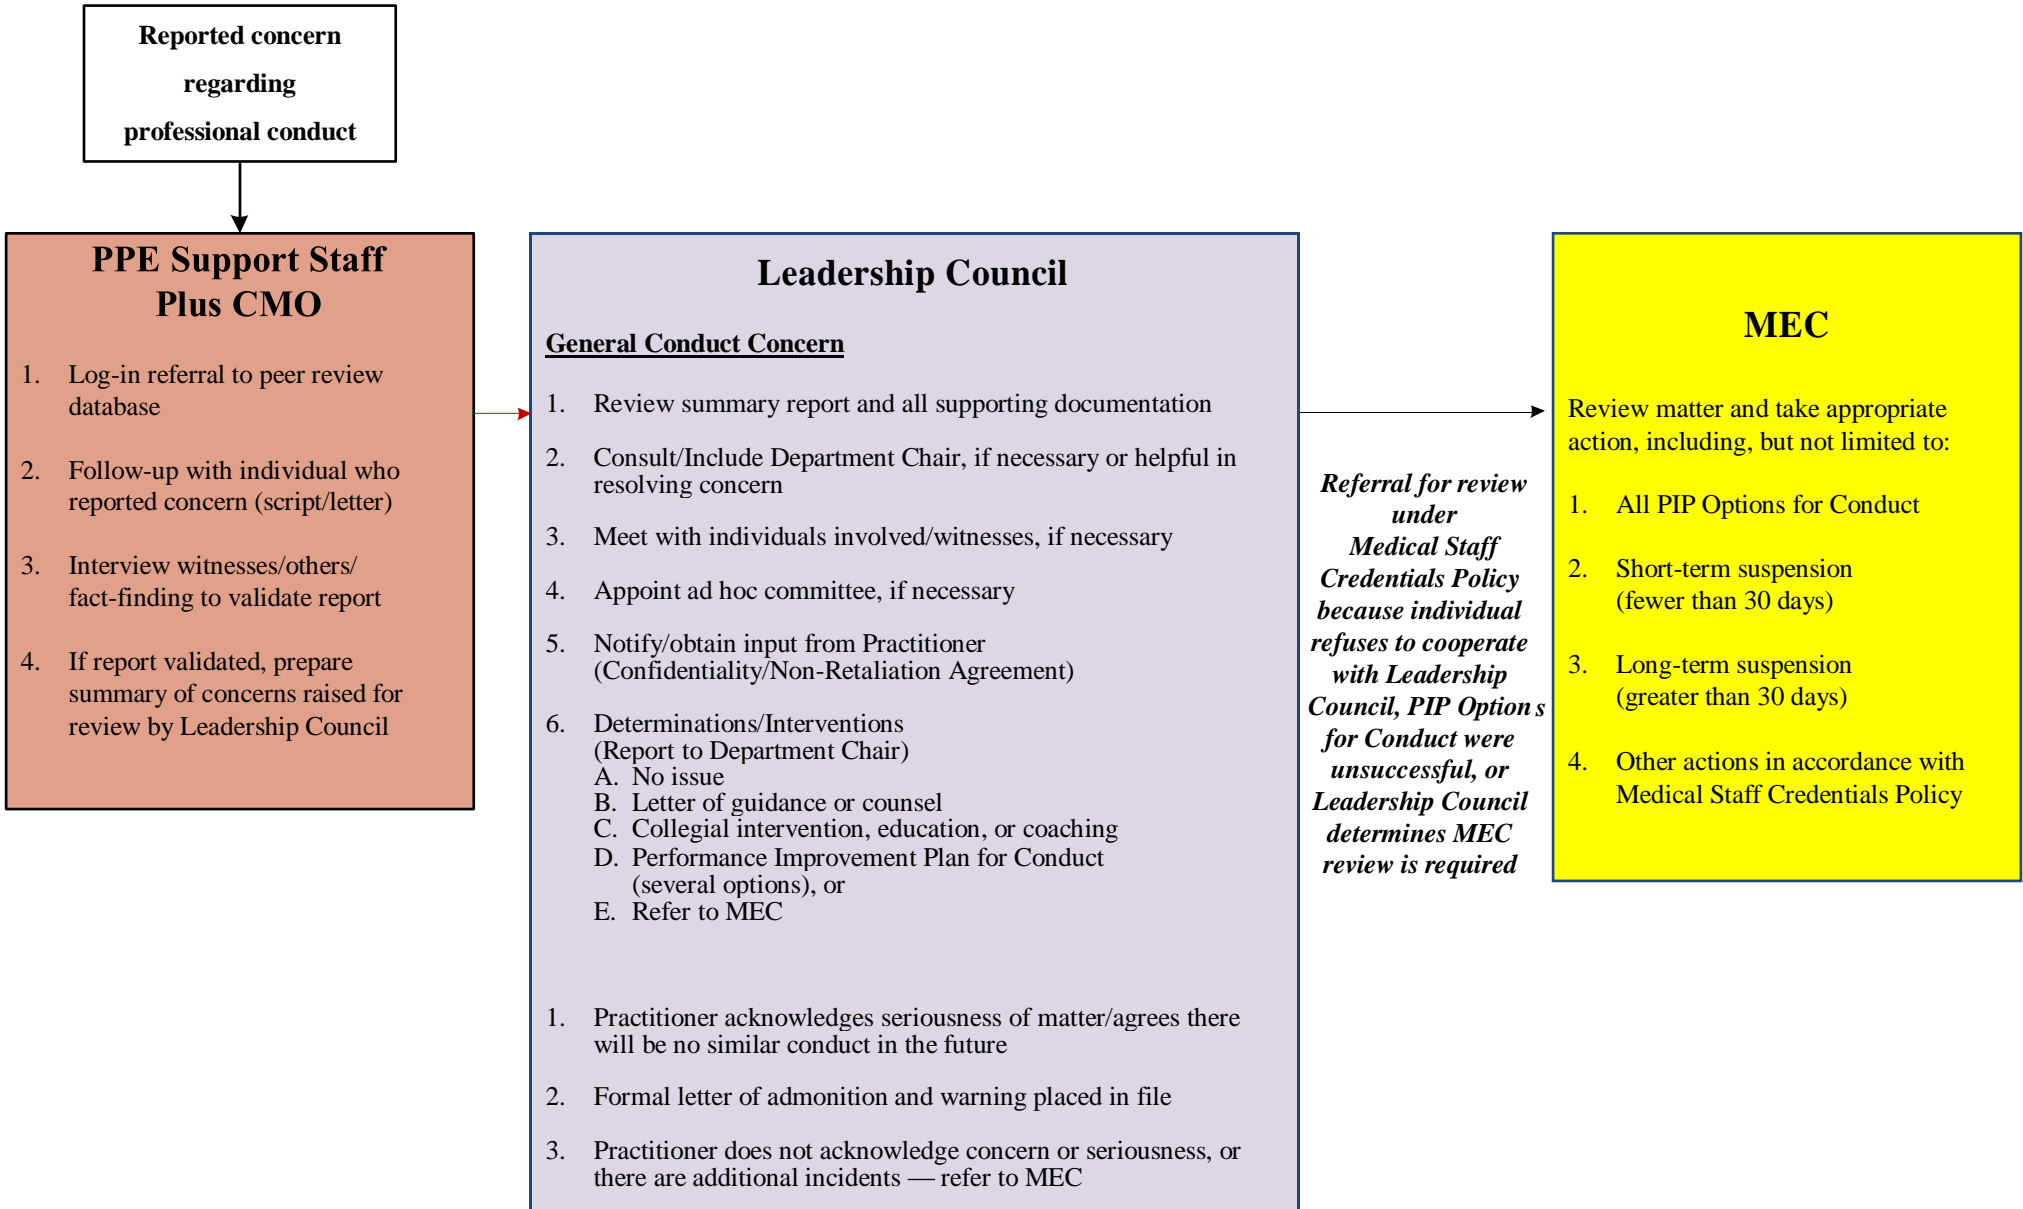 Reported concern
regarding
professional conduct
PPE Support Staff
Plus CMO
1. Log-in referral to peer review
database
2. Follow-up with individual who
reported concern (script/letter)
3. Interview witnesses/others/
fact-finding to validate report
4. If report validated, prepare
summary of concerns raised for
review by Leadership Council
Leadership Council
General Conduct Concern
1. Review summary report and all supporting documentation
2. Consult/Include Department Chair, if necessary or helpful in
resolving concern
3. Meet with individuals involved/witnesses, if necessary
4. Appoint ad hoc committee, if necessary
5. Notify/obtain input from Practitioner
(Confidentiality/Non-Retaliation Agreement)
6. Determinations/Interventions
(Report to Department Chair)
A. No issue
B. Letter of guidance or counsel
C. Collegial intervention, education, or coaching
D. Performance Improvement Plan for Conduct
(several options), or
E. Refer to MEC
1. Practitioner acknowledges seriousness of matter/agrees there
will be no similar conduct in the future
2. Formal letter of admonition and warning placed in file
3. Practitioner does not acknowledge concern or seriousness, or
there are additional incidents — refer to MEC
Referral for review
under
Medical Staff
Credentials Policy
because individual
refuses to cooperate
with Leadership
Council, PIP Options
for Conduct were
unsuccessful, or
Leadership Council
determines MEC
review is required
MEC
Review matter and take appropriate
action, including, but not limited to:
1. All PIP Options for Conduct
2. Short-term suspension
(fewer than 30 days)
3. Long-term suspension
(greater than 30 days)
4. Other actions in accordance with
Medical Staff Credentials Policy